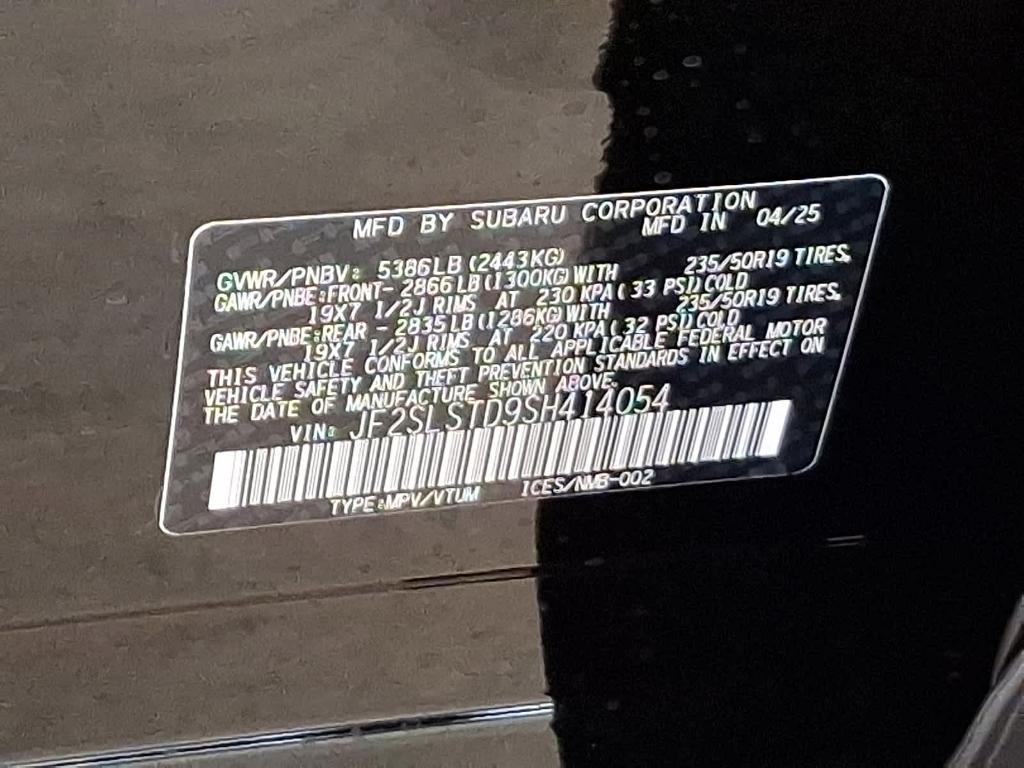 MFD BY SUBARU CORPORATION
MFD IN 04/25
GVWR/PNBV: 5386LB(2443KG)
GAWR/PNBE:FRONT-2866LB(1300KG)WITH 235/50R19 TIRES,
19X7 1/2J RIMS AT 230 KPA(33 PSI)COLD
GAWR/PNBE:REAR -2835LB(1286KG)WITH 235/50R19 TIRES,
19X7 1/2J RIMS AT 220 KPA(32 PSI)COLD
THIS VEHICLE CONFORMS TO ALL APPLICABLE FEDERAL MOTOR
VEHICLE SAFETY AND THEFT PREVENTION STANDARDS IN EFFECT ON
THE DATE OF MANUFACTURE SHOWN ABOVE.
VIN: JF2SLSTD9SH414054
TYPE:MPV/VTUM ICES/NMB-002